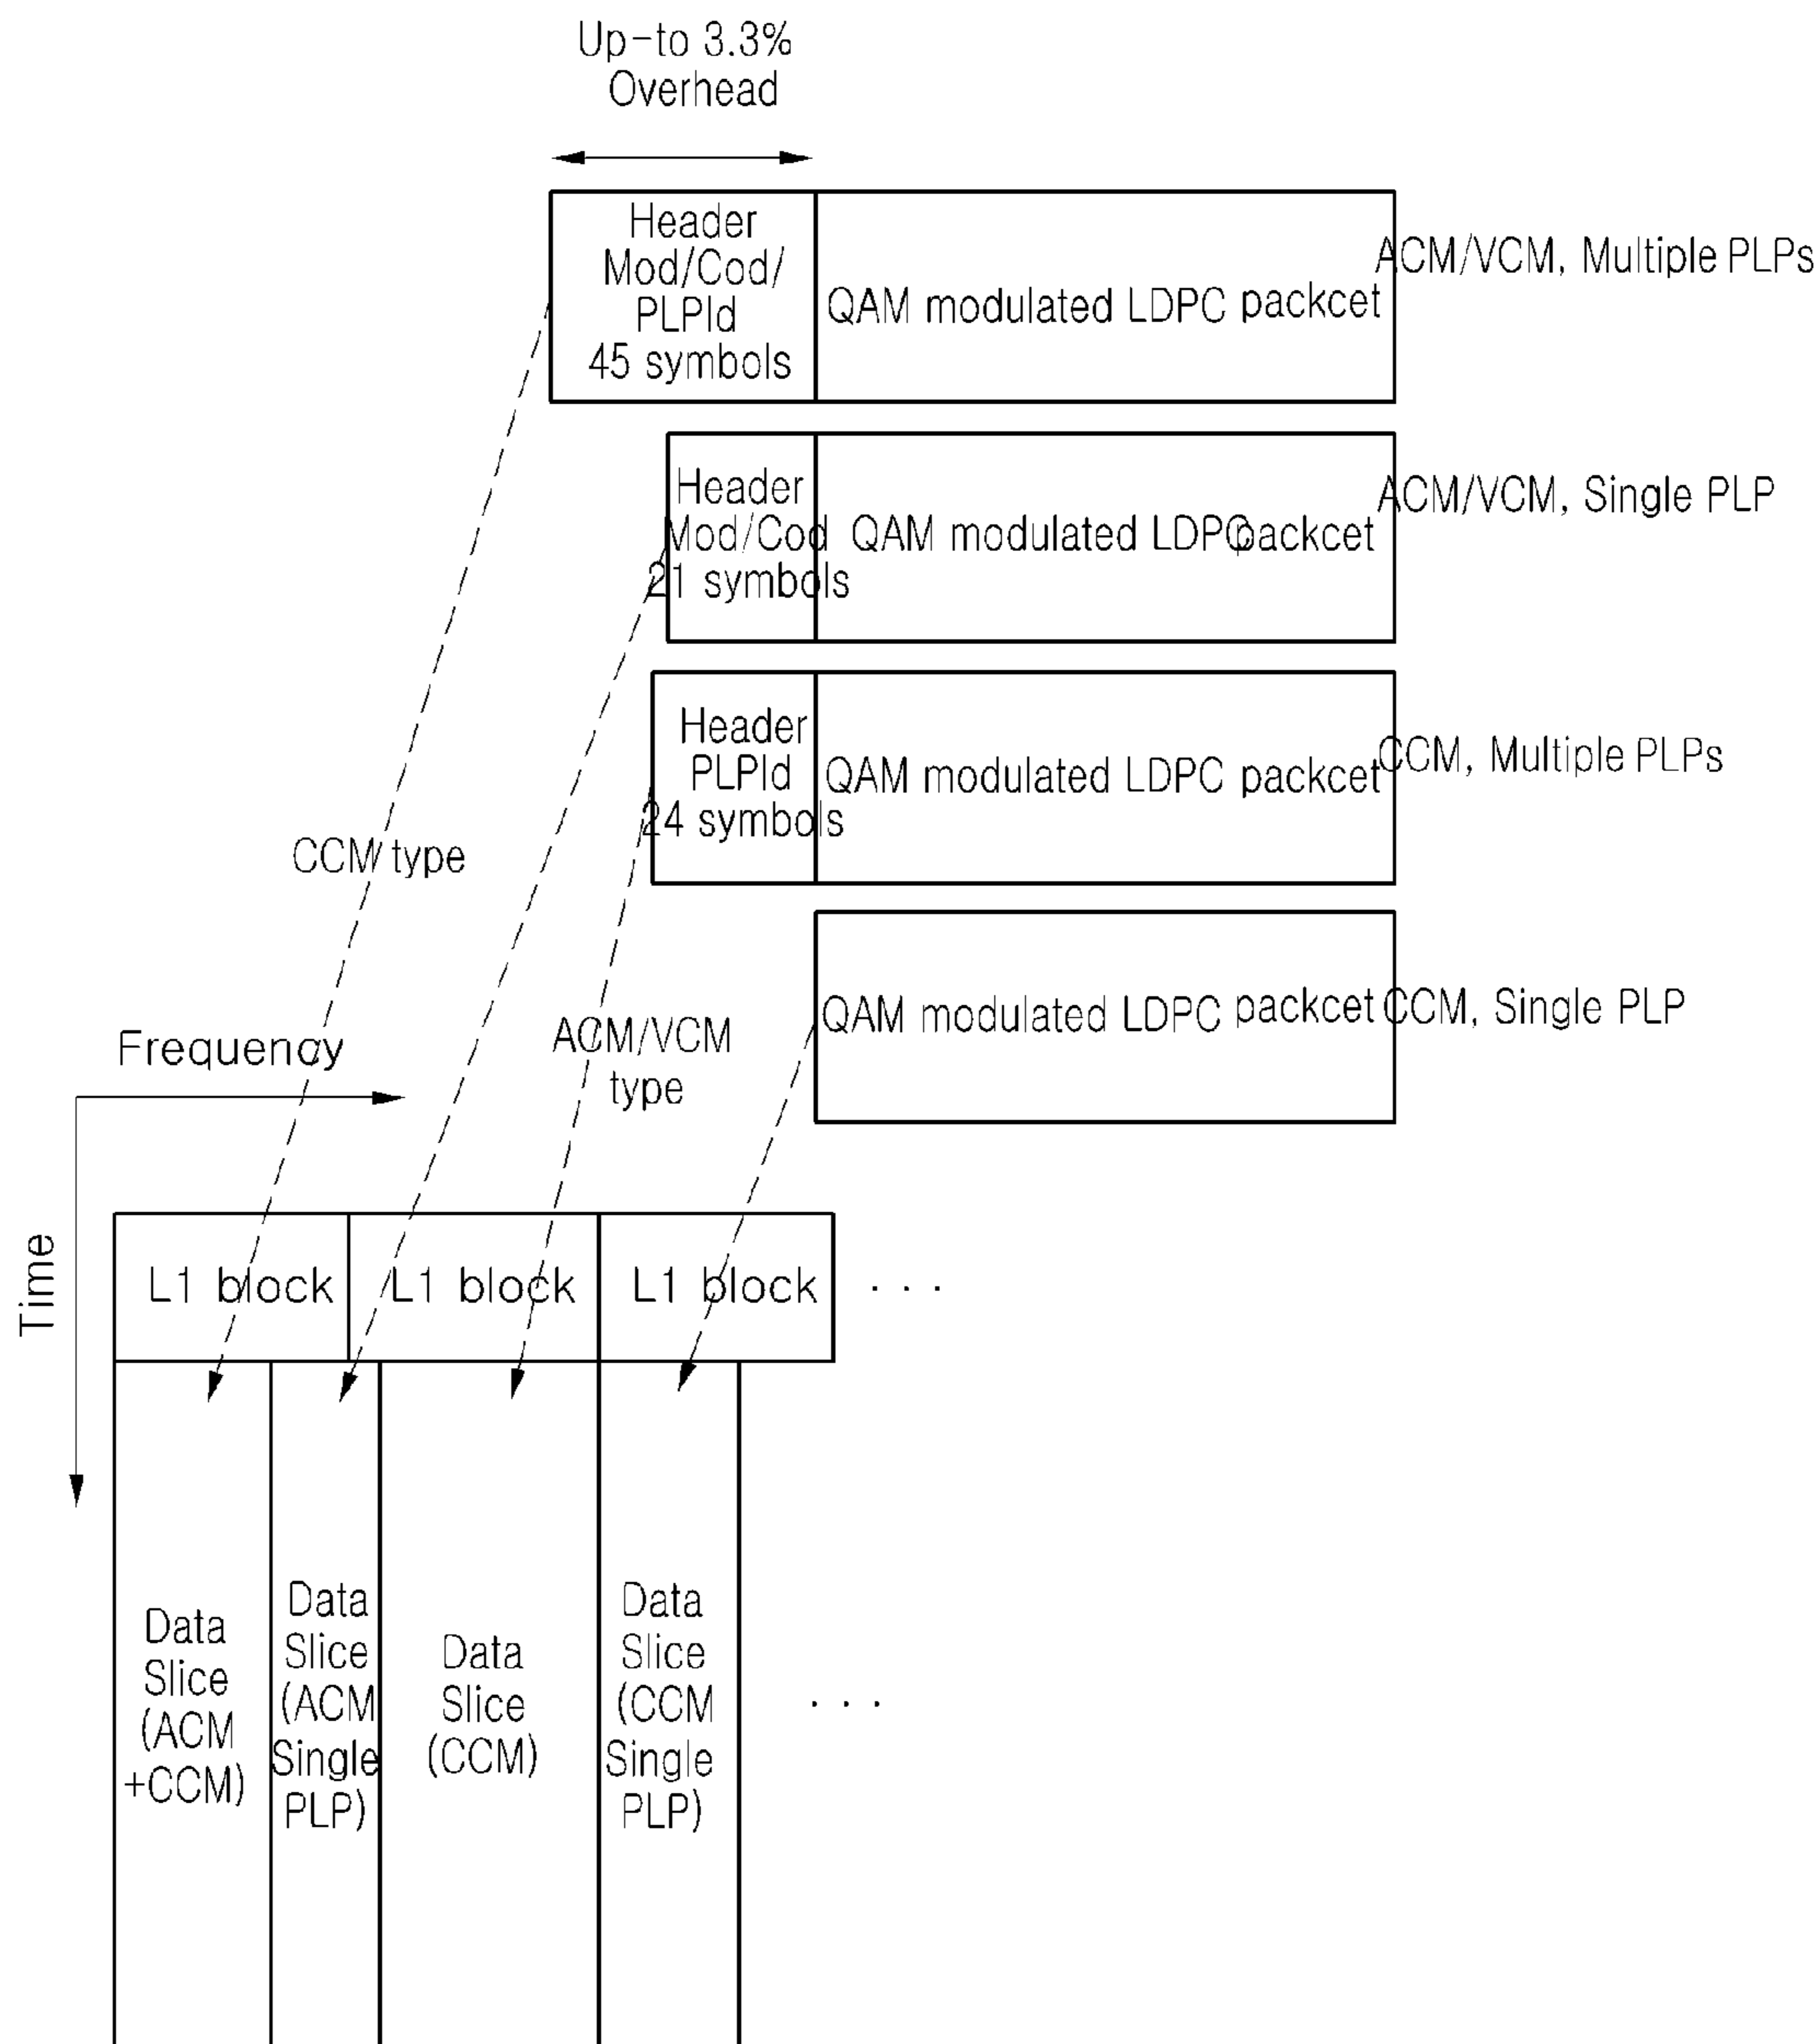 Up-to 3.3%
Overhead
Header
Mod/Cod/
PLPId
45 symbols
QAM modulated LDPC packcet
ACM/VCM, Multiple PLPs
Header
Mod/Cod
21 symbols
QAM modulated LDPC packcet
ACM/VCM, Single PLP
Header
PLPId
24 symbols
QAM modulated LDPC packcet
CCM, Multiple PLPs
QAM modulated LDPC packcet
CCM, Single PLP
CCM type
ACM/VCM
type
Frequency
Time
L1 block
L1 block
L1 block
. . .
Data
Slice
(ACM
+CCM)
Data
Slice
(ACM
Single
PLP)
Data
Slice
(CCM)
Data
Slice
(CCM
Single
PLP)
. . .